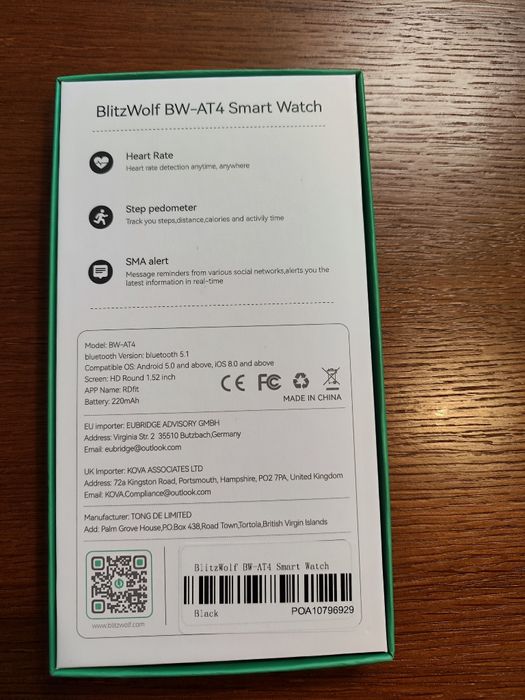 BlitzWolf BW-AT4 Smart Watch
Heart Rate
Heart rate detection anytime, anywhere
Step pedometer
Track you steps,distance,calories and activily time
SMA alert
Message reminders from various social networks,alerts you the
latest information in real-time
Model: BW-AT4
bluetooth Version: bluetooth 5.1
Compatible OS: Android 5.0 and above, iOS 8.0 and above
Screen: HD Round 1.52 inch
APP Name: RDfit
Battery: 220mAh
CE FC
MADE IN CHINA
EU importer: EUBRIDGE ADVISORY GMBH
Address: Virginia Str. 2 35510 Butzbach,Germany
Email: eubridge@outlook.com
UK Importer: KOVA ASSOCIATES LTD
Address: 72a Kingston Road, Portsmouth, Hampshire, PO2 7PA, United Kingdom
Email: KOVA.Compliance@outlook.com
Manufacturer: TONG DE LIMITED
Add: Palm Grove House,P.O.Box 438,Road Town,Tortola,British Virgin Islands
www.blitzwolf.com
BlitzWolf BW-AT4 Smart Watch
Black
POA10796929